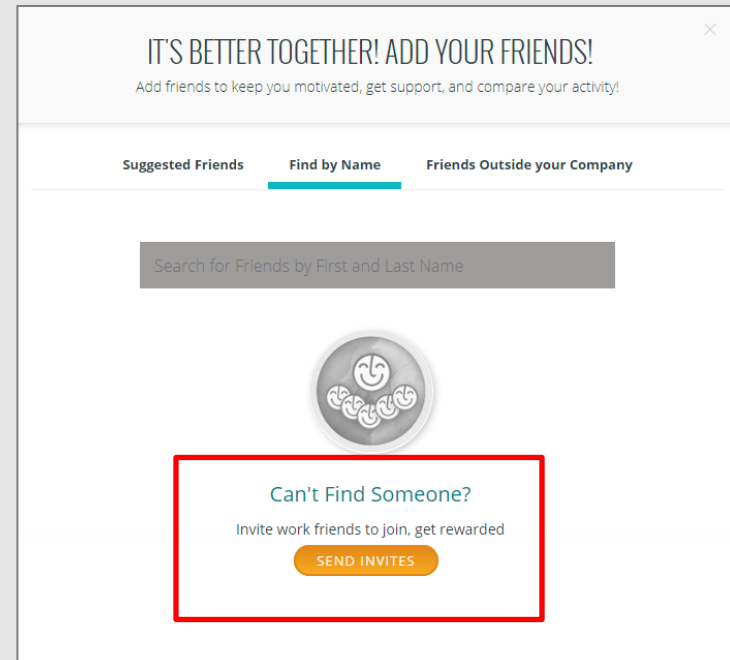 IT'S BETTER TOGETHER! ADD YOUR FRIENDS!
Add friends to keep you motivated, get support, and compare your activity!
Suggested Friends Find by Name Friends Outside your Company
Search for Friends by First and Last Name
Can't Find Someone?
Invite work friends to join, get rewarded
SEND INVITES